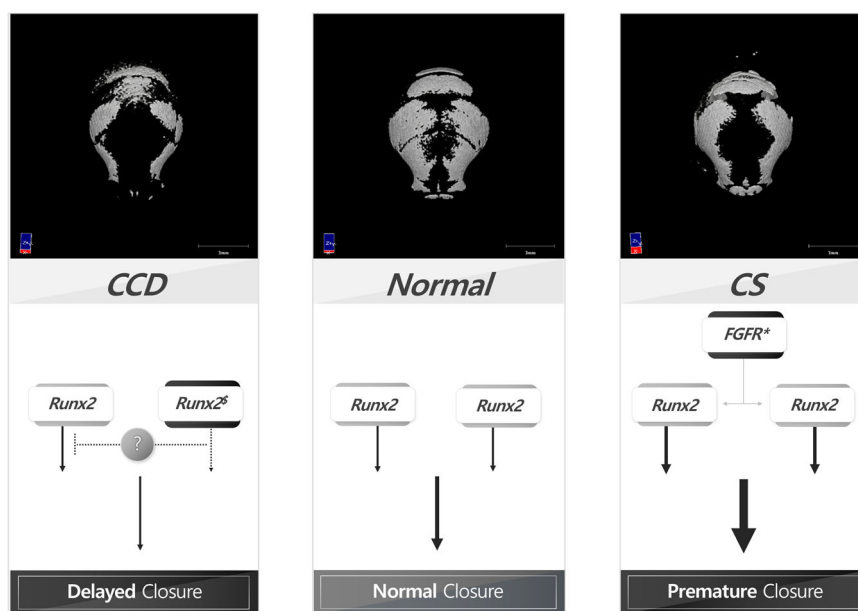 CCD
Normal
CS
FGFR*
Runx2
Runx2$
?
Runx2
Runx2
Runx2
Runx2
Delayed Closure
Normal Closure
Premature Closure